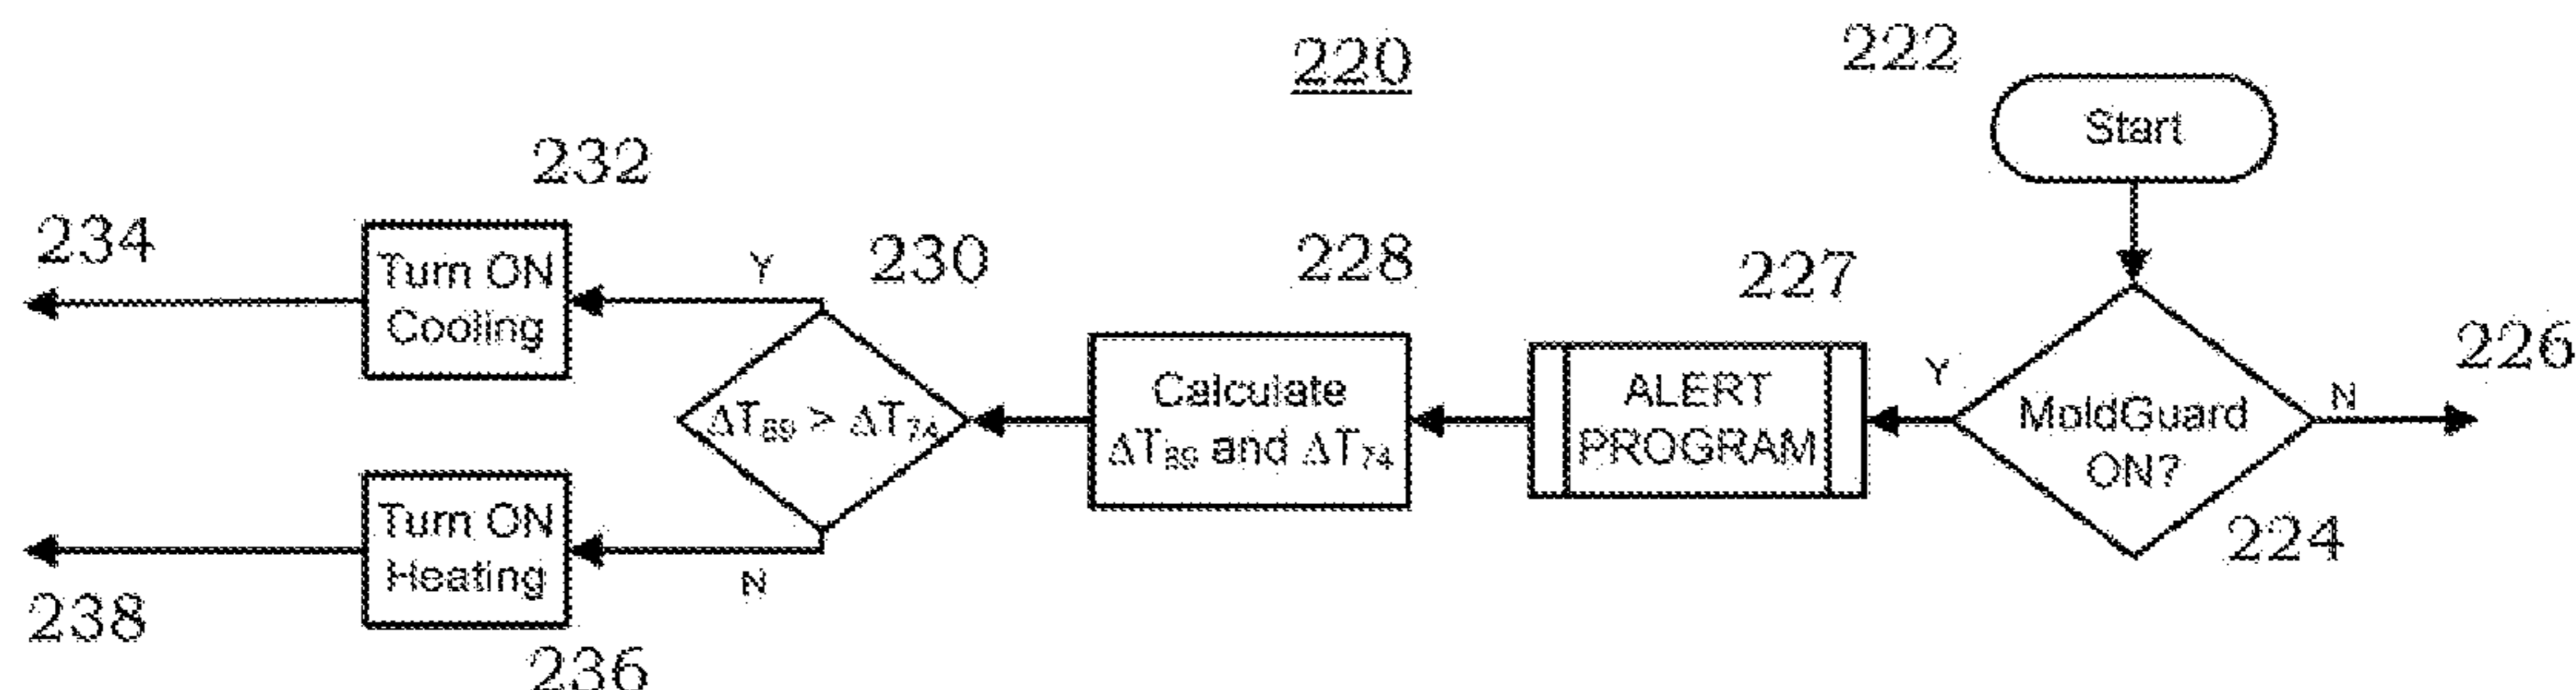 220
222
Start
232
234
Turn ON
Cooling
Y
230
228
227
226
Calculate
ΔT₈₉ and ΔT₇₄
ALERT
PROGRAM
Y
MoldGuard
ON?
N
224
ΔT₈₉ > ΔT₇₄
Turn ON
Heating
N
238
236